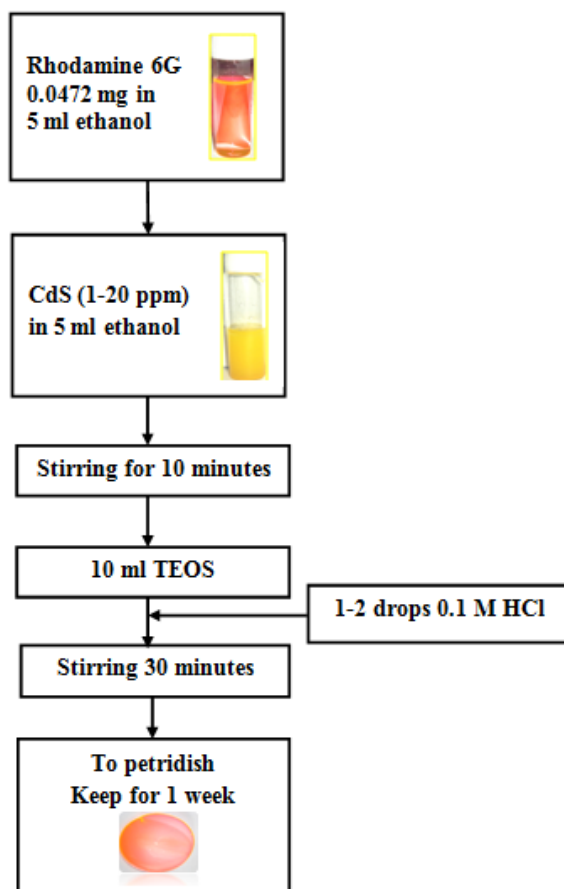 Rhodamine 6G
0.0472 mg in
5 ml ethanol
CdS (1-20 ppm)
in 5 ml ethanol
Stirring for 10 minutes
10 ml TEOS
1-2 drops 0.1 M HCl
Stirring 30 minutes
To petridish
Keep for 1 week